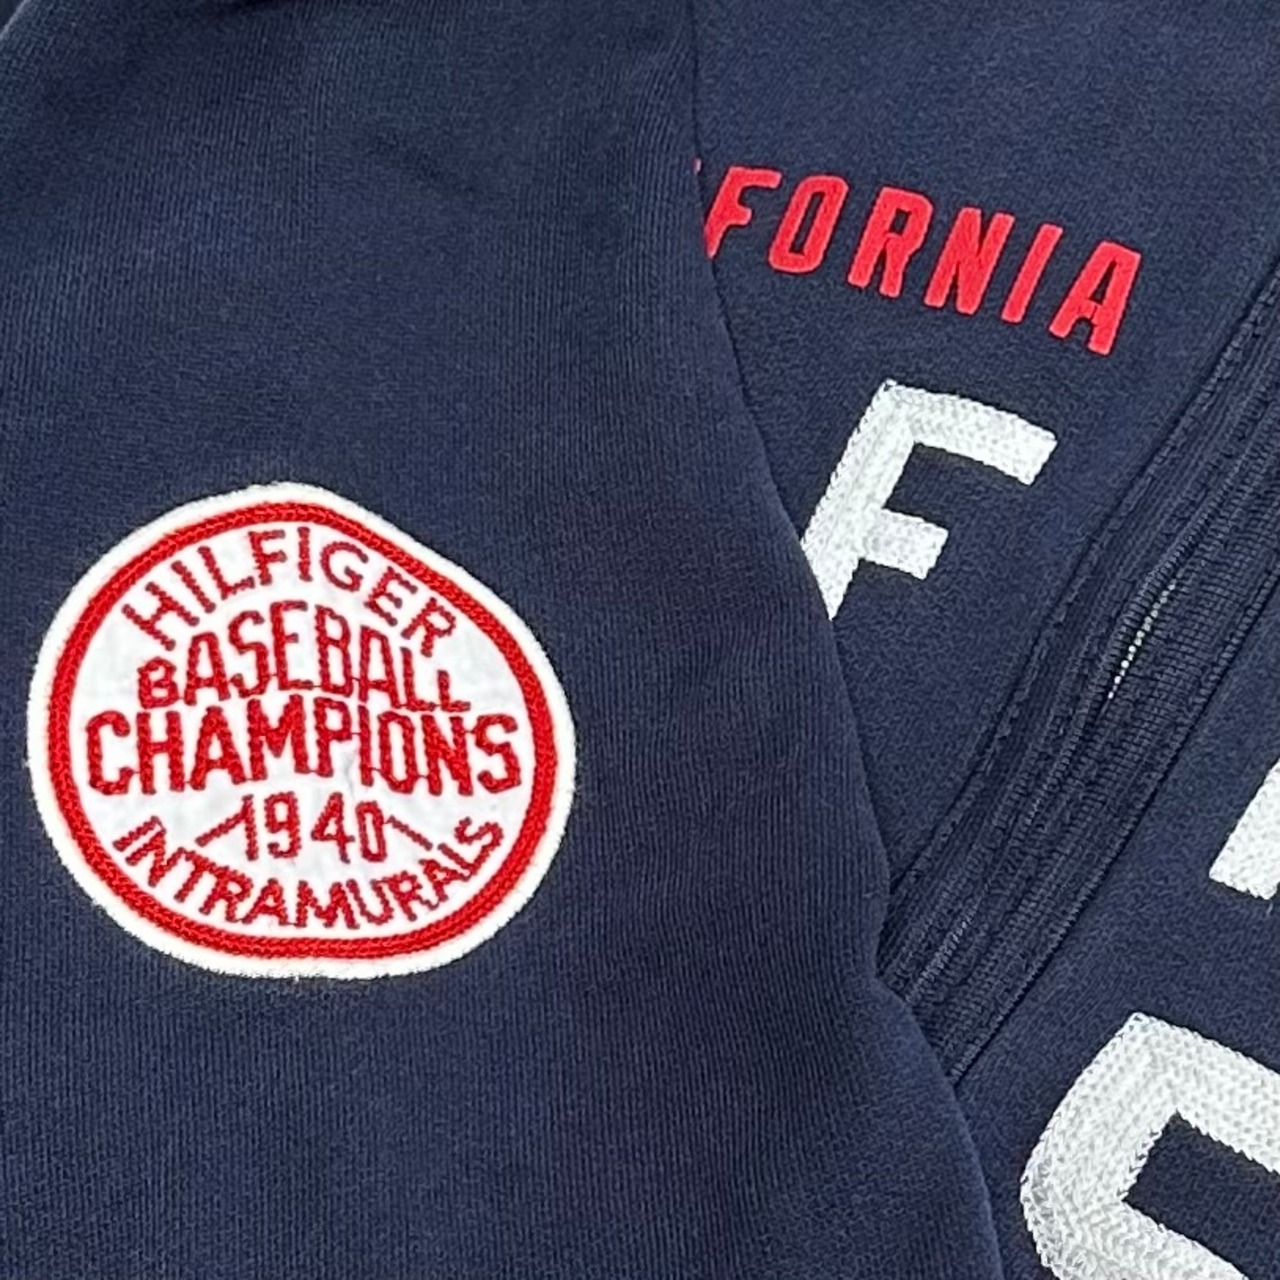 HILFIGER
BASEBALL
CHAMPIONS
1940
INTRAMURALS
FORNIA
F